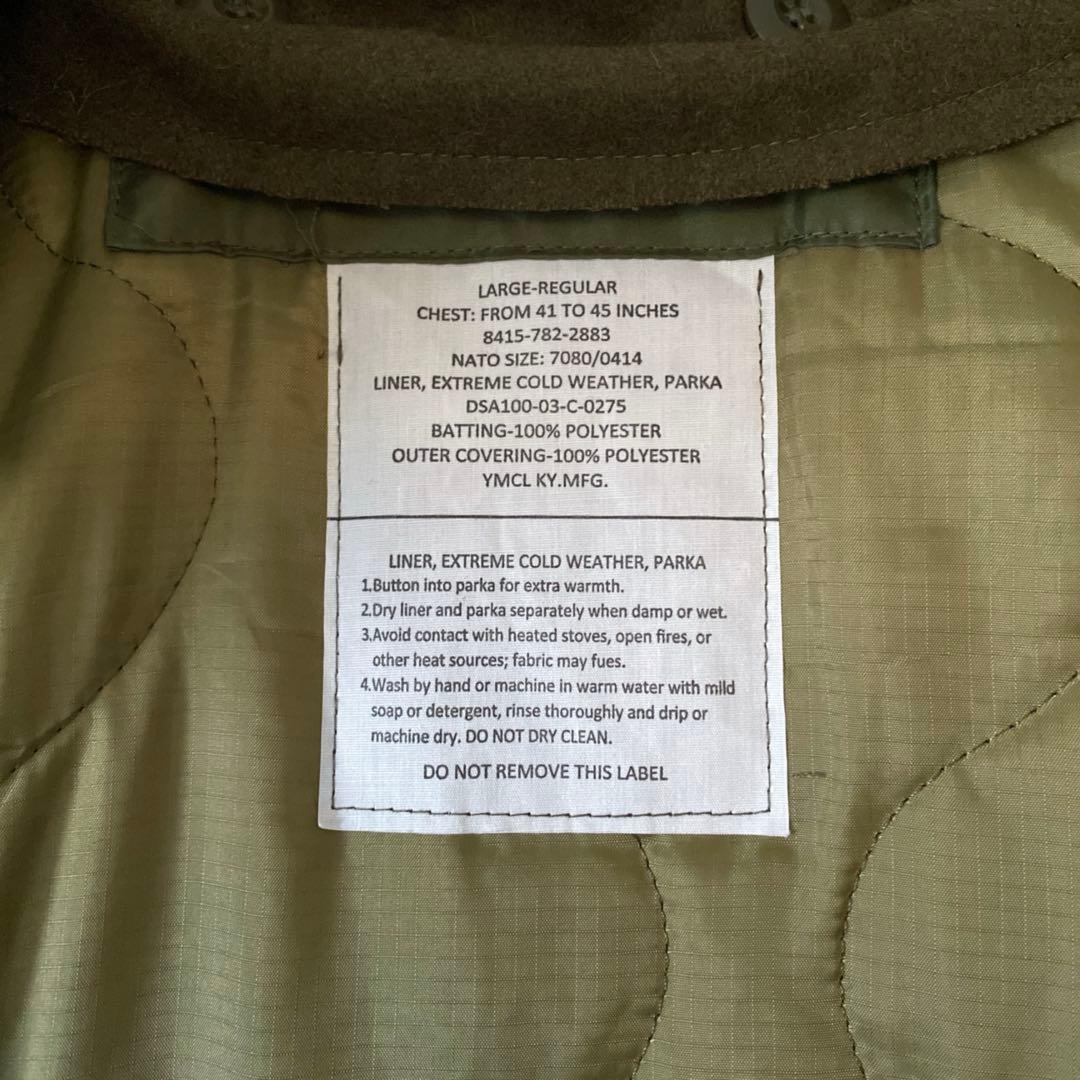 LARGE-REGULAR
CHEST: FROM 41 TO 45 INCHES
8415-782-2883
NATO SIZE: 7080/0414
LINER, EXTREME COLD WEATHER, PARKA
DSA100-03-C-0275
BATTING-100% POLYESTER
OUTER COVERING-100% POLYESTER
YMCL KY.MFG.
LINER, EXTREME COLD WEATHER, PARKA
1.Button into parka for extra warmth.
2.Dry liner and parka separately when damp or wet.
3.Avoid contact with heated stoves, open fires, or
other heat sources; fabric may fues.
4.Wash by hand or machine in warm water with mild
soap or detergent, rinse thoroughly and drip or
machine dry. DO NOT DRY CLEAN.
DO NOT REMOVE THIS LABEL